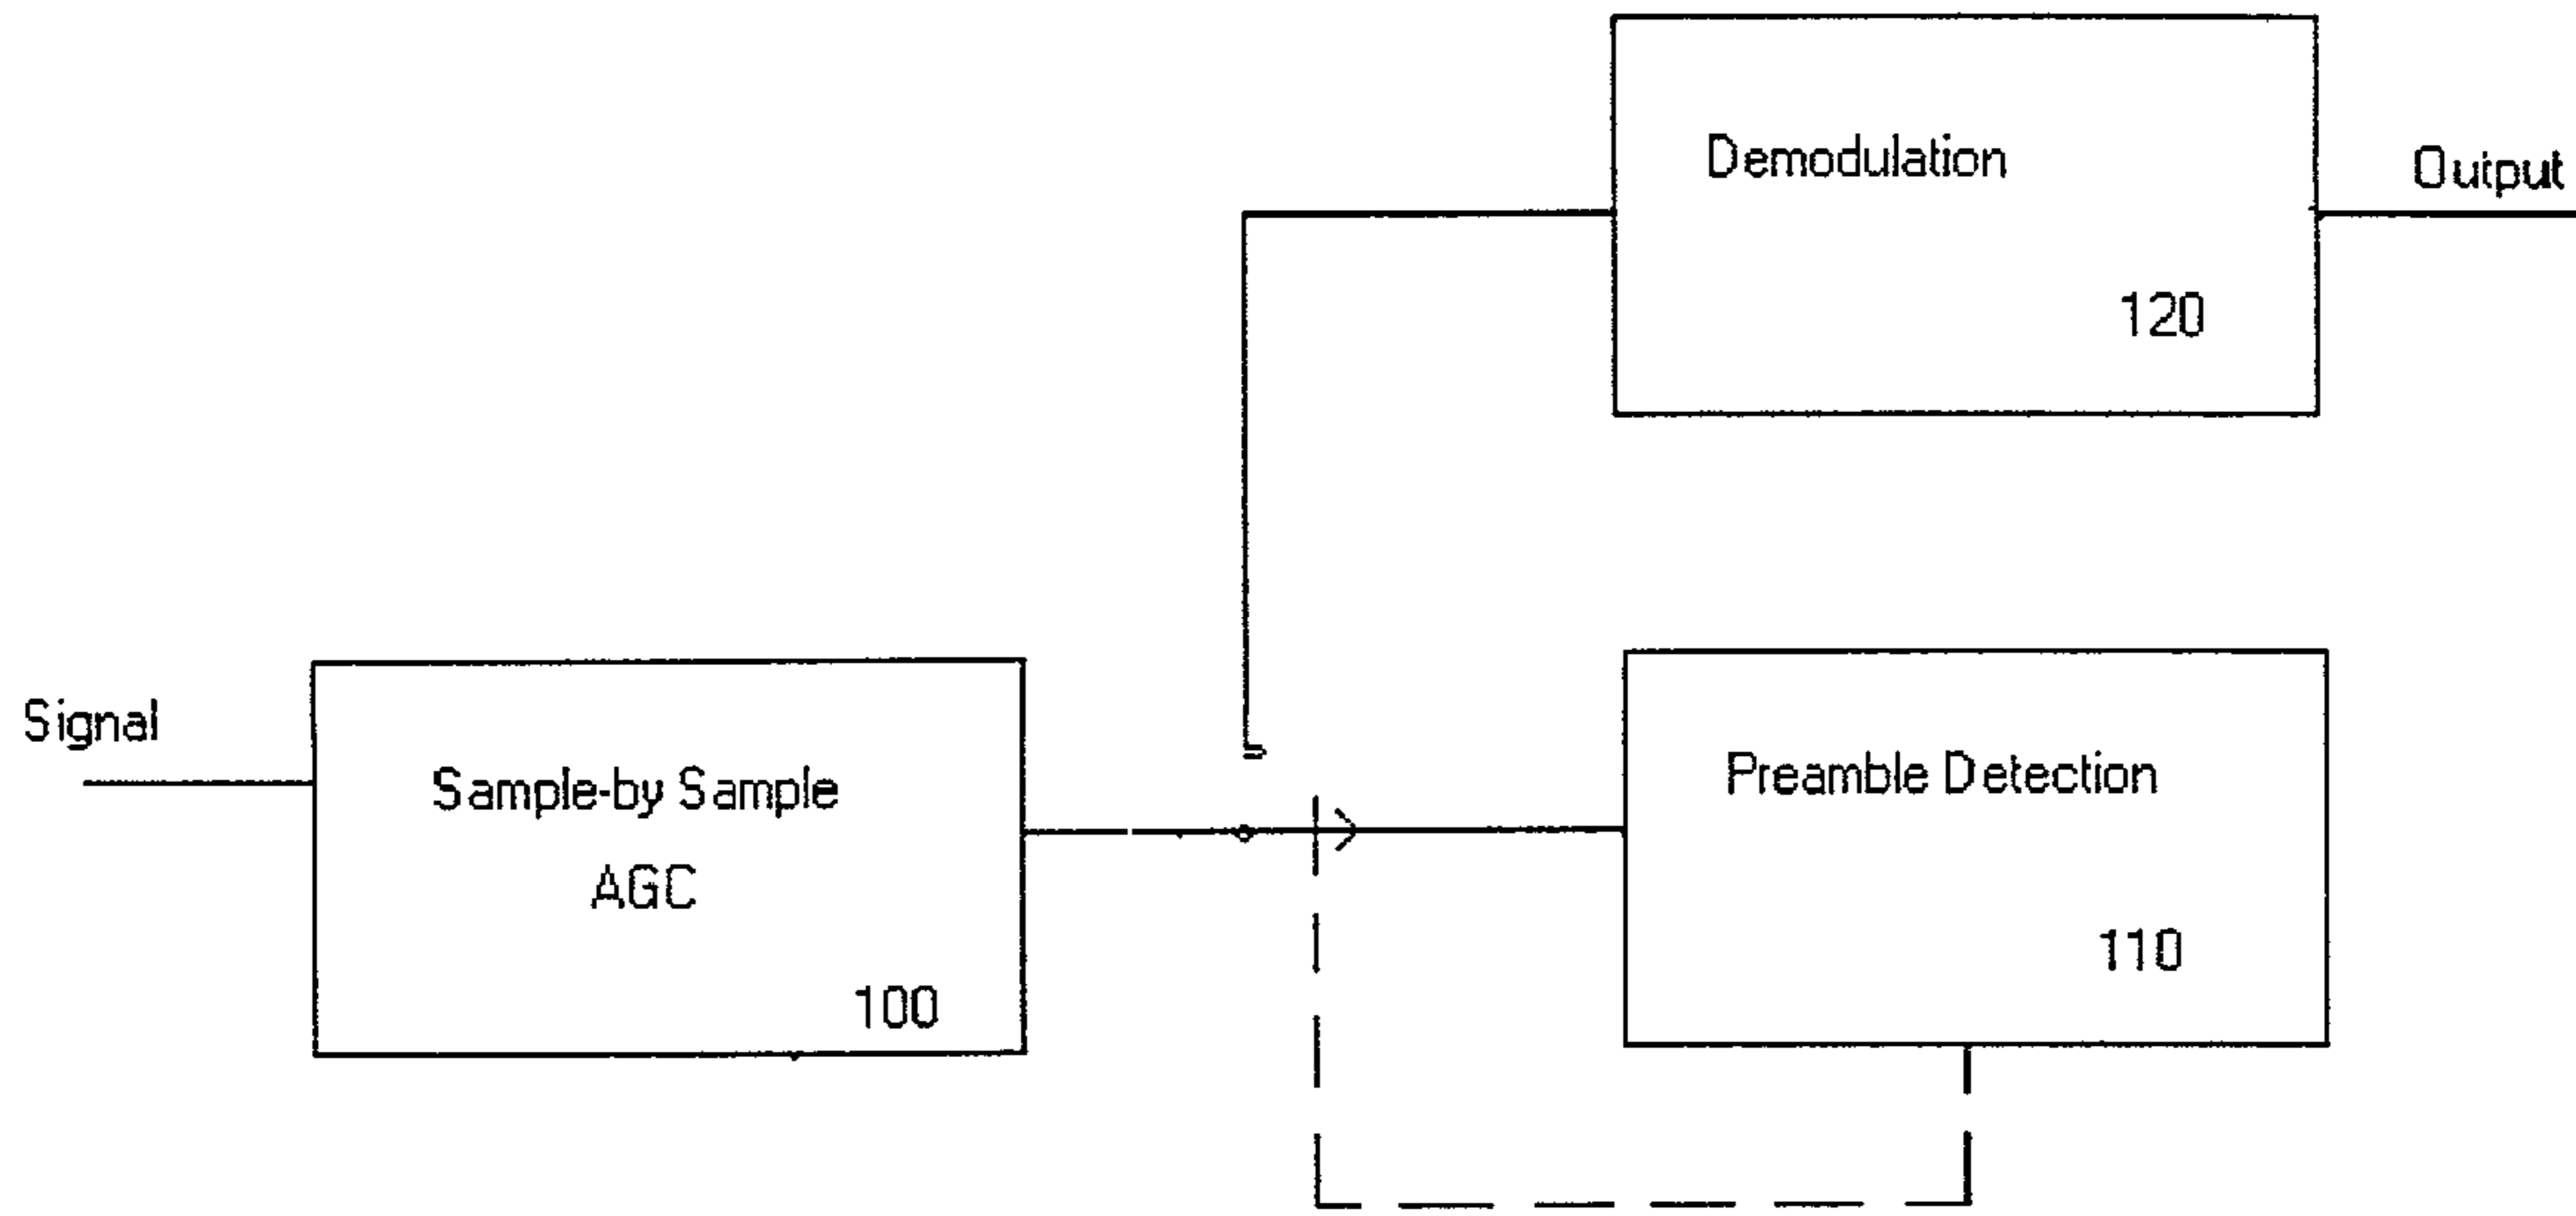 Demodulation
Output
120
Signal
Sample-by Sample
AGC
100
Preamble Detection
110